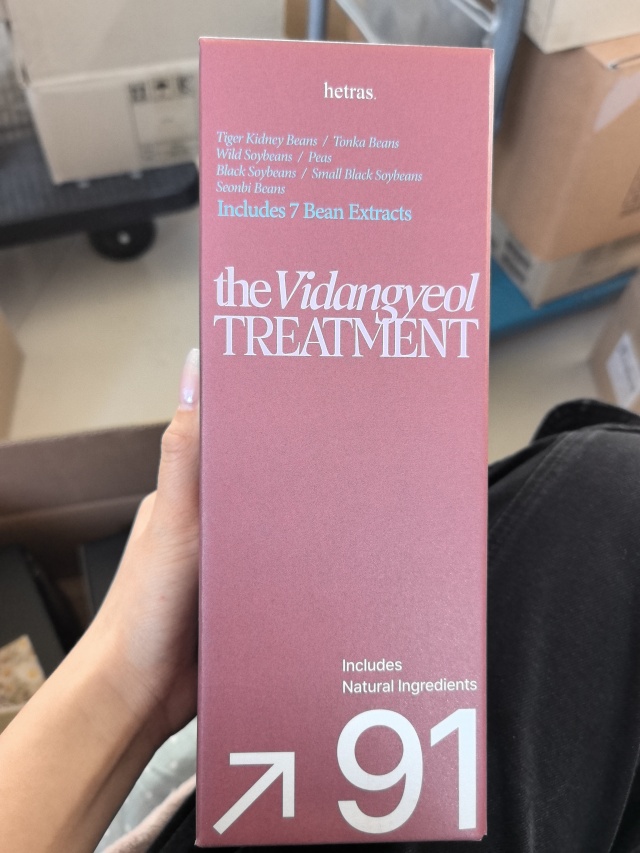 hetras.
Tiger Kidney Beans / Tonka Beans
Wild Soybeans / Peas
Black Soybeans / Small Black Soybeans
Seonbi Beans
Includes 7 Bean Extracts
the Vidangyeol
TREATMENT
Includes
Natural Ingredients
91